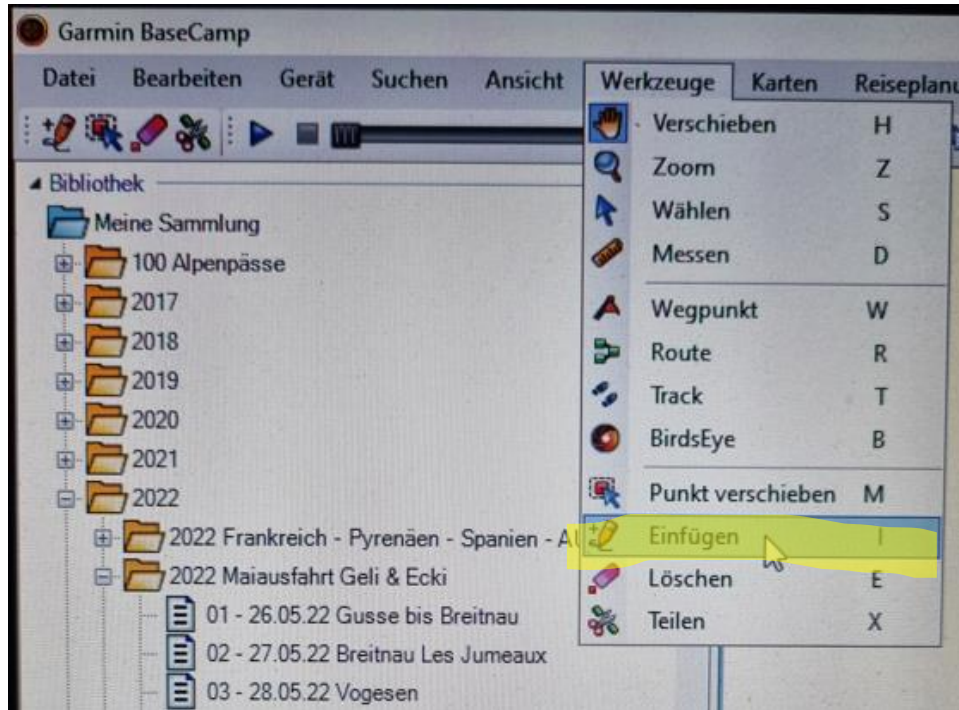 Garmin BaseCamp
Datei Bearbeiten Gerät Suchen Ansicht Werkzeuge Karten
Bibliothek
Meine Sammlung
100 Alpenpässe
2017
2018
2019
2020
2021
2022
2022 Frankreich - Pyrenäen - Spanien -
2022 Maiausfahrt Geli & Ecki
01 - 26.05.22 Gusse bis Breitnau
02 - 27.05.22 Breitnau Les Jumeaux
03 - 28.05.22 Vogesen
Verschieben H
Zoom Z
Wählen S
Messen D
Wegpunkt W
Route R
Track T
BirdsEye B
Punkt verschieben M
Einfügen I
Löschen E
Teilen X